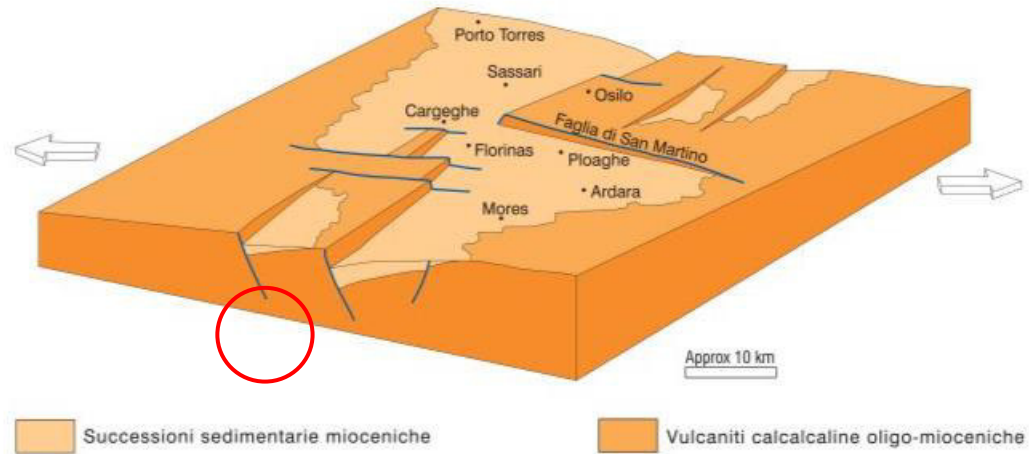 Porto Torres
Sassari
Osilo
Cargeghe
Faglia di San Martino
Florinas
Ploaghe
Ardara
Mores
Approx 10 km
Successioni sedimentarie mioceniche
Vulcaniti calcalcaline oligo-mioceniche